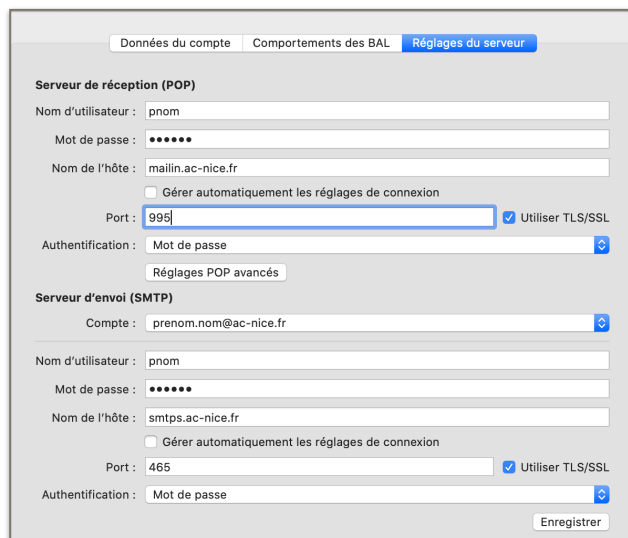 Données du compte Comportements des BAL Réglages du serveur
Serveur de réception (POP)
Nom d'utilisateur : pnom
Mot de passe : ••••••
Nom de l'hôte : mailin.ac-nice.fr
Gérer automatiquement les réglages de connexion
Port : 995 Utiliser TLS/SSL
Authentification : Mot de passe
Réglages POP avancés
Serveur d'envoi (SMTP)
Compte : prenom.nom@ac-nice.fr
Nom d'utilisateur : pnom
Mot de passe : ••••••
Nom de l'hôte : smtps.ac-nice.fr
Gérer automatiquement les réglages de connexion
Port : 465 Utiliser TLS/SSL
Authentification : Mot de passe
Enregistrer